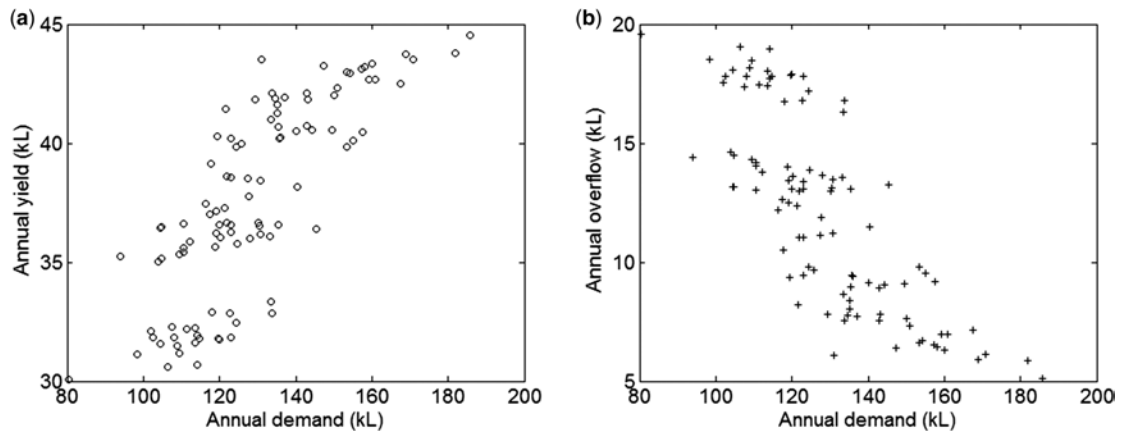 (a)
45
40
35
30
80 100 120 140 160 180 200
Annual yield (kL)
Annual demand (kL)
(b)
20
15
10
5
80 100 120 140 160 180 200
Annual overflow (kL)
Annual demand (kL)